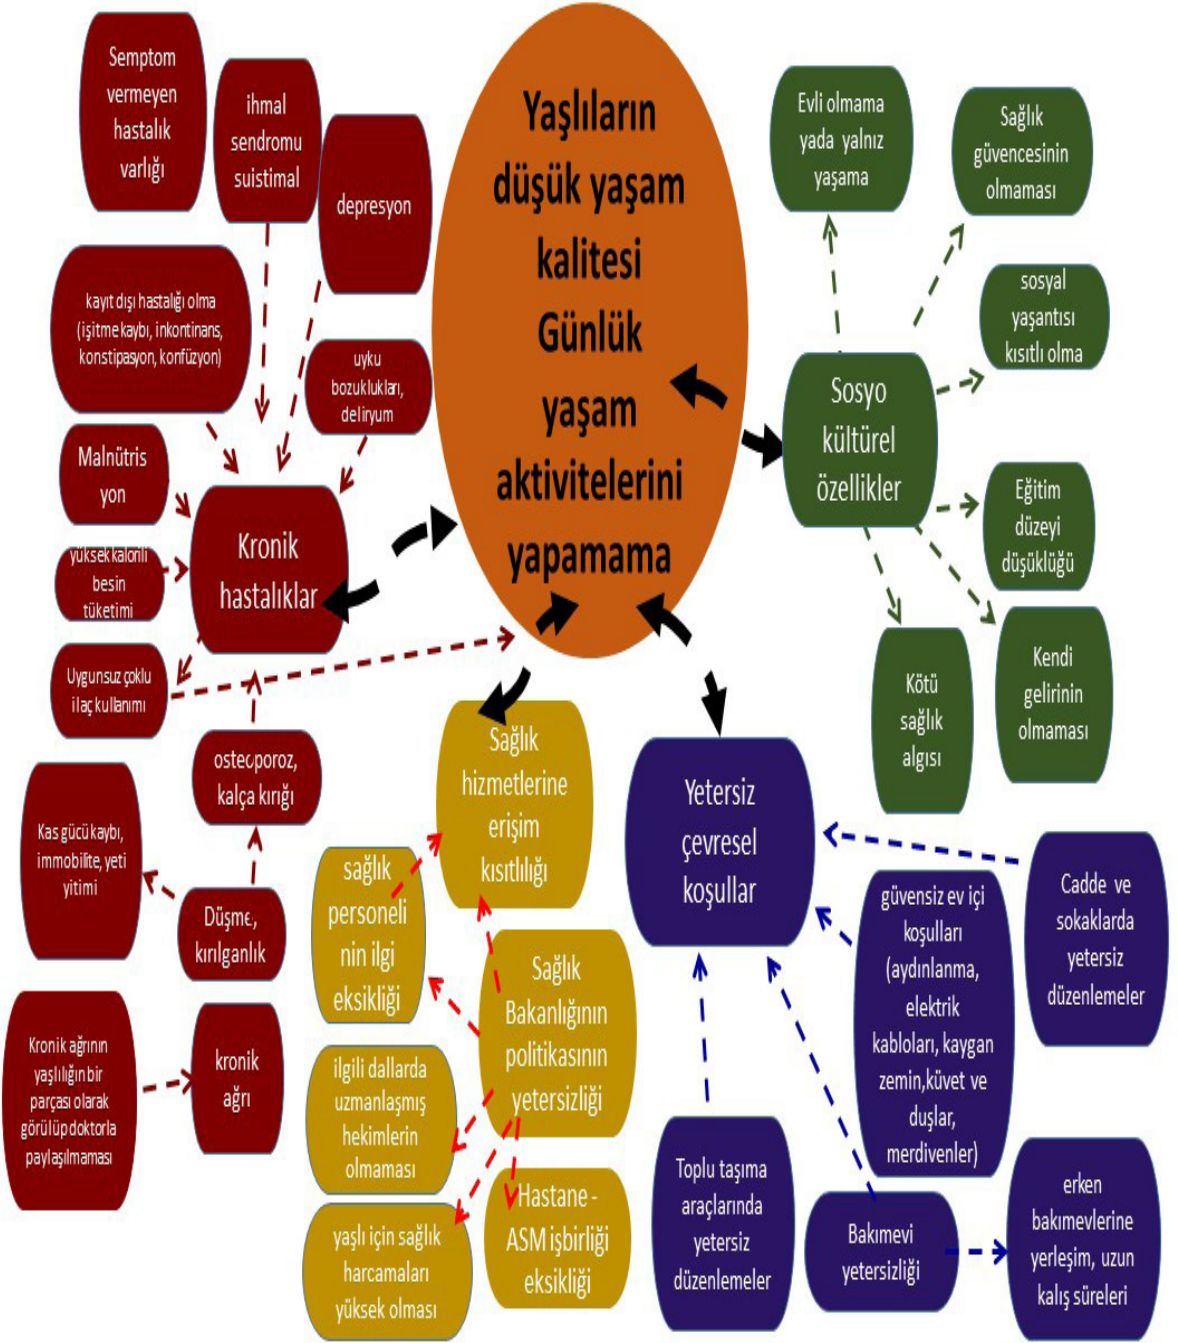 Semptom
vermeyen
hastalık
varlığı
ihmal
sendromu
suistimal
depresyon
kayıt dışı hastalığı olma
(işitme kaybı, inkontinans,
konstipasyon, konfüzyon)
uyku
bozuklukları,
deliryum
Malnütris
yon
yüksek kalorili
besin
tüketimi
Uygunsuz çoklu
ilaç kullanımı
Kronik
hastalıklar
osteoporoz,
kalça kırığı
Kas gücü kaybı,
immobilite, yeti
yitimi
Düşme,
kırılganlık
Kronik ağrının
yaşlılığın bir
parçası olarak
görülüp doktorla
paylaşılmaması
kronik
ağrı
Yaşlıların
düşük yaşam
kalitesi
Günlük
yaşam
aktivitelerini
yapamama
Evli olmama
yada yalnız
yaşama
Sağlık
güvencesinin
olmaması
sosyal
yaşantısı
kısıtlı olma
Sosyo
kültürel
özellikler
Eğitim
düzeyi
düşüklüğü
Kendi
gelirinin
olmaması
Kötü
sağlık
algısı
Sağlık
hizmetlerine
erişim
kısıtlılığı
sağlık
personeli
nin ilgi
eksikliği
Sağlık
Bakanlığının
politikasının
yetersizliği
ilgili dallarda
uzmanlaşmış
hekimlerin
olmaması
yaşlı için sağlık
harcamaları
yüksek olması
Hastane -
ASM işbirliği
eksikliği
Yetersiz
çevresel
koşullar
Cadde ve
sokaklarda
yetersiz
düzenlemeler
güvensiz ev içi
koşulları
(aydınlanma,
elektrik
kabloları, kaygan
zemin,küvet ve
duşlar,
merdivenler)
Toplu taşıma
araçlarında
yetersiz
düzenlemeler
Bakımevi
yetersizliği
erken
bakımevlerine
yerleşim, uzun
kalış süreleri